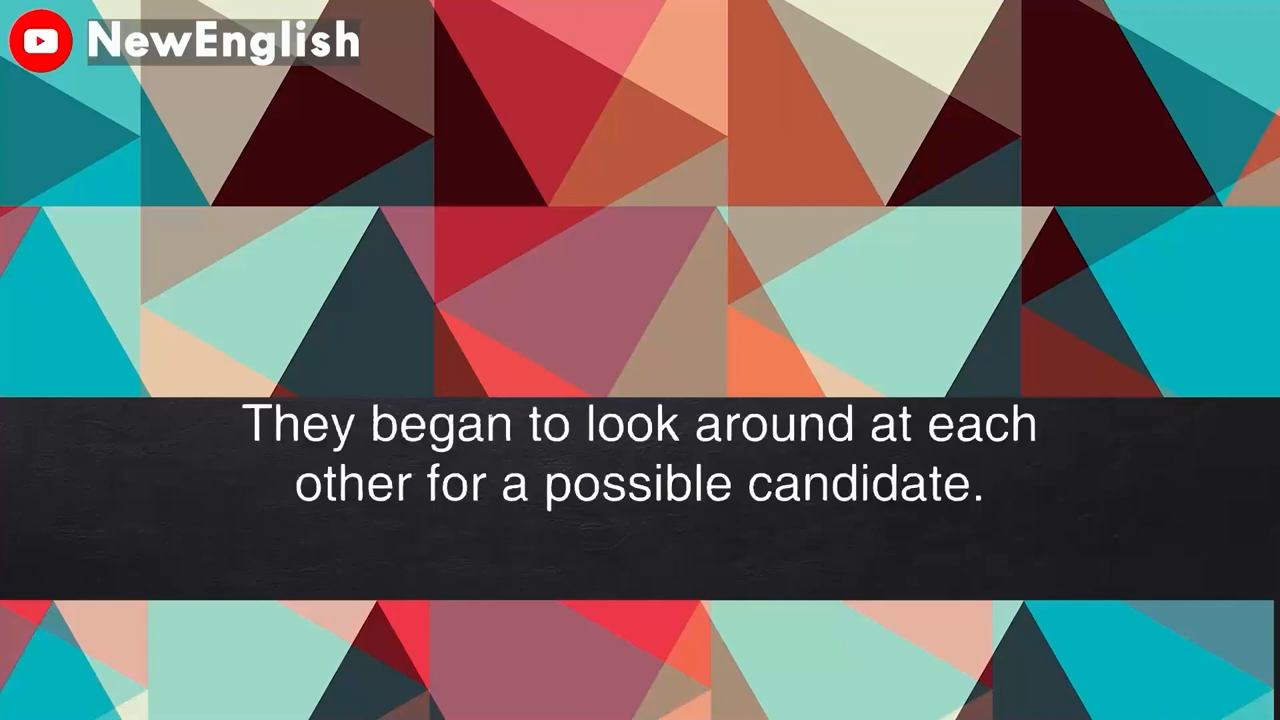 NewEnglish
They began to look around at each
other for a possible candidate.